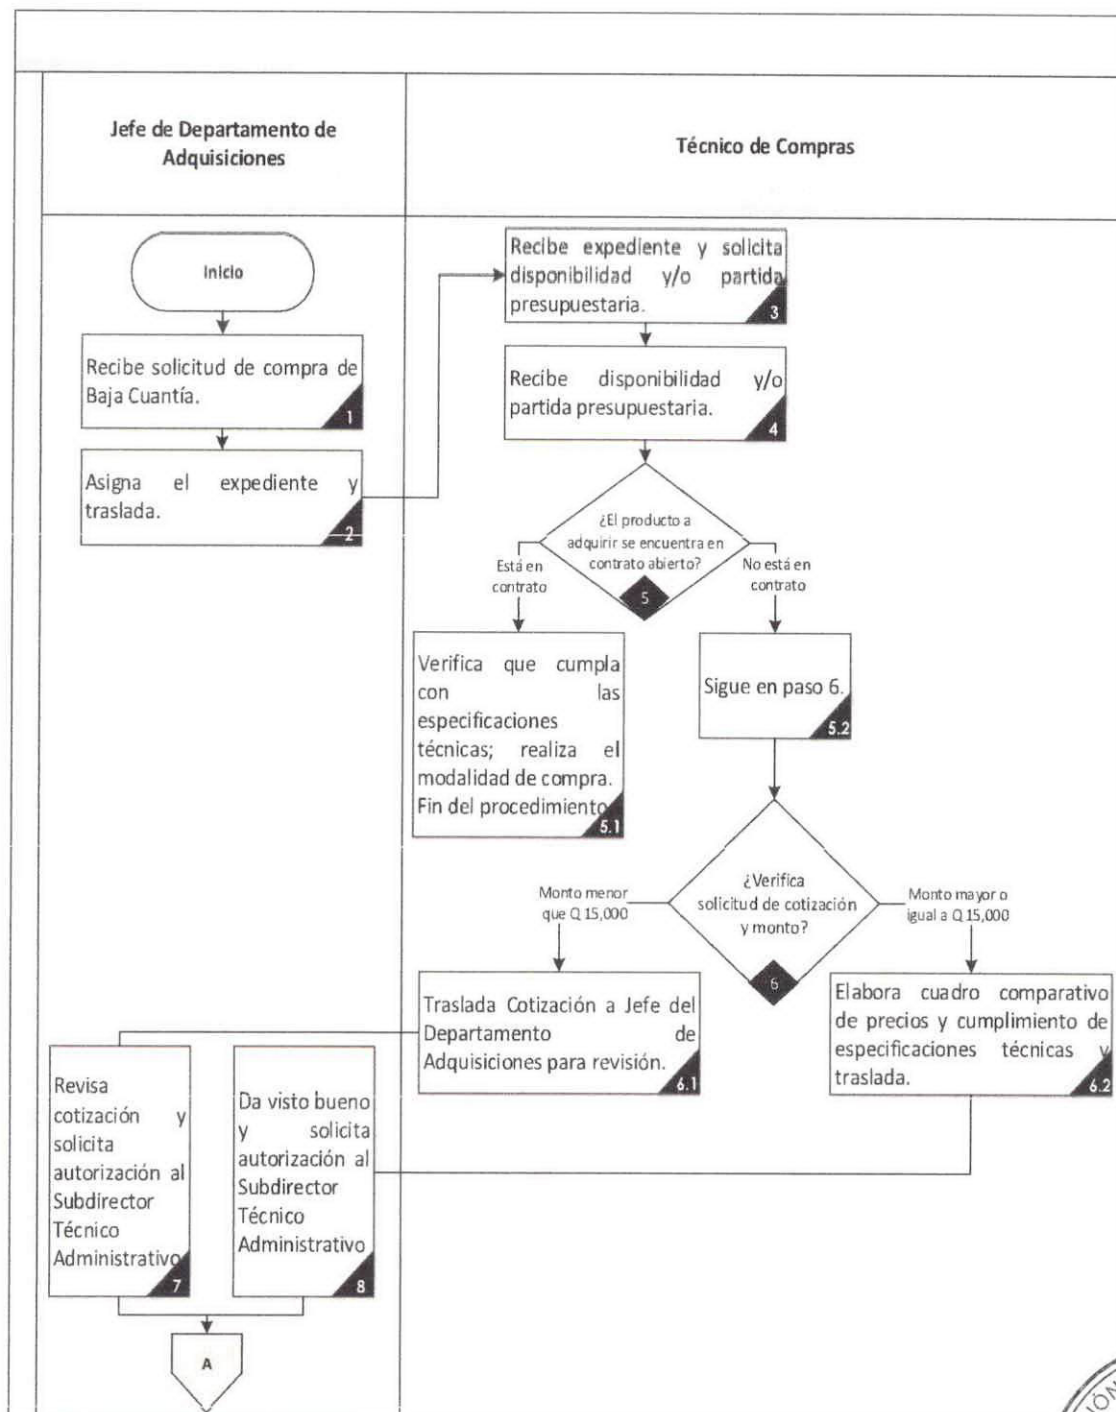 Jefe de Departamento de
Adquisiciones
Técnico de Compras
Inicio
Recibe solicitud de compra de
Baja Cuantía.
1
Asigna el expediente y
traslada.
2
Recibe expediente y solicita
disponibilidad y/o partida
presupuestaria.
3
Recibe disponibilidad y/o
partida presupuestaria.
4
¿El producto a
adquirir se encuentra en
contrato abierto?
5
Está en
contrato
No está en
contrato
Verifica que cumpla
con las
especificaciones
técnicas; realiza el
modalidad de compra.
Fin del procedimiento
5.1
Sigue en paso 6.
5.2
¿Verifica
solicitud de cotización
y monto?
6
Monto menor
que Q 15,000
Monto mayor o
igual a Q 15,000
Traslada Cotización a Jefe del
Departamento de
Adquisiciones para revisión.
6.1
Elabora cuadro comparativo
de precios y cumplimiento de
especificaciones técnicas y
traslada.
6.2
Revisa
cotización y
solicita
autorización al
Subdirector
Técnico
Administrativo
7
Da visto bueno
y solicita
autorización al
Subdirector
Técnico
Administrativo
8
A